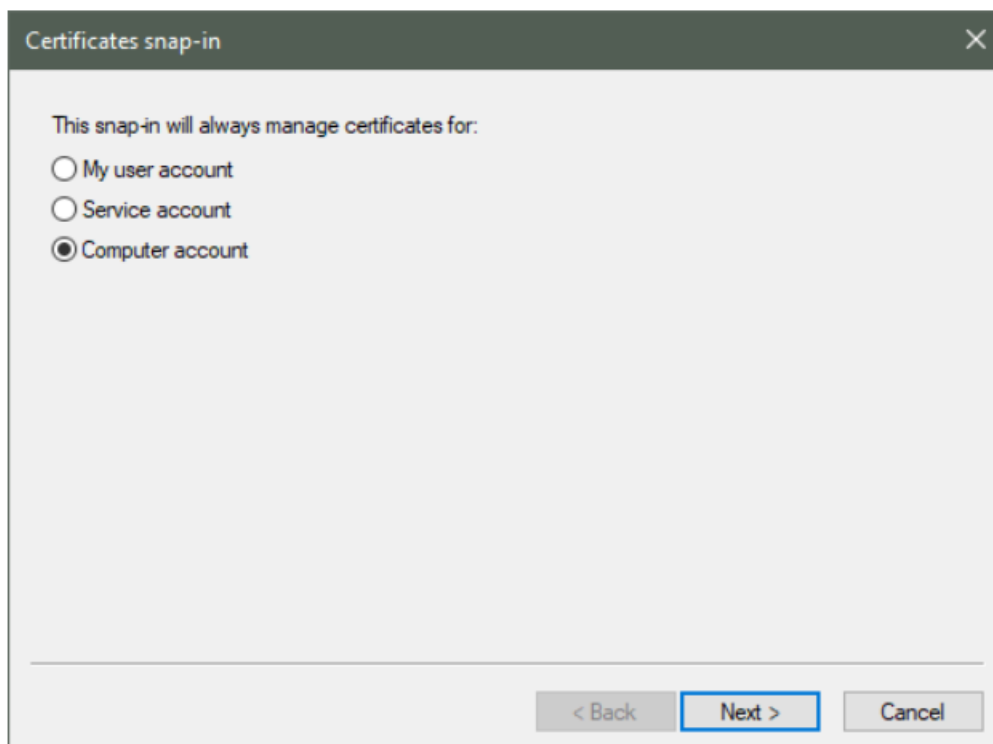 Certificates snap-in
This snap-in will always manage certificates for:
My user account
Service account
Computer account
< Back Next > Cancel